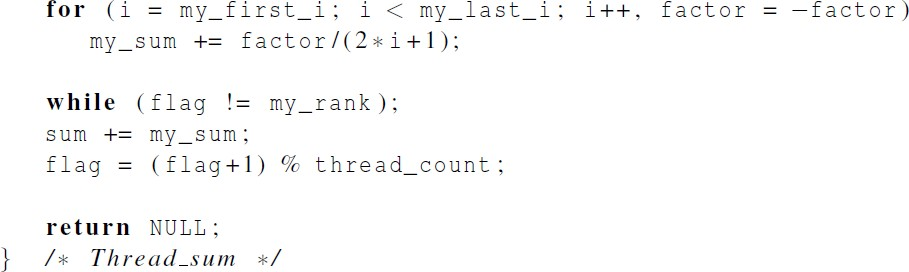 for (i = my_first_i; i < my_last_i; i++, factor = −factor)
my_sum += factor/(2*i+1);
while (flag != my_rank);
sum += my_sum;
flag = (flag+1) % thread_count;
return NULL;
} /* Thread_sum */